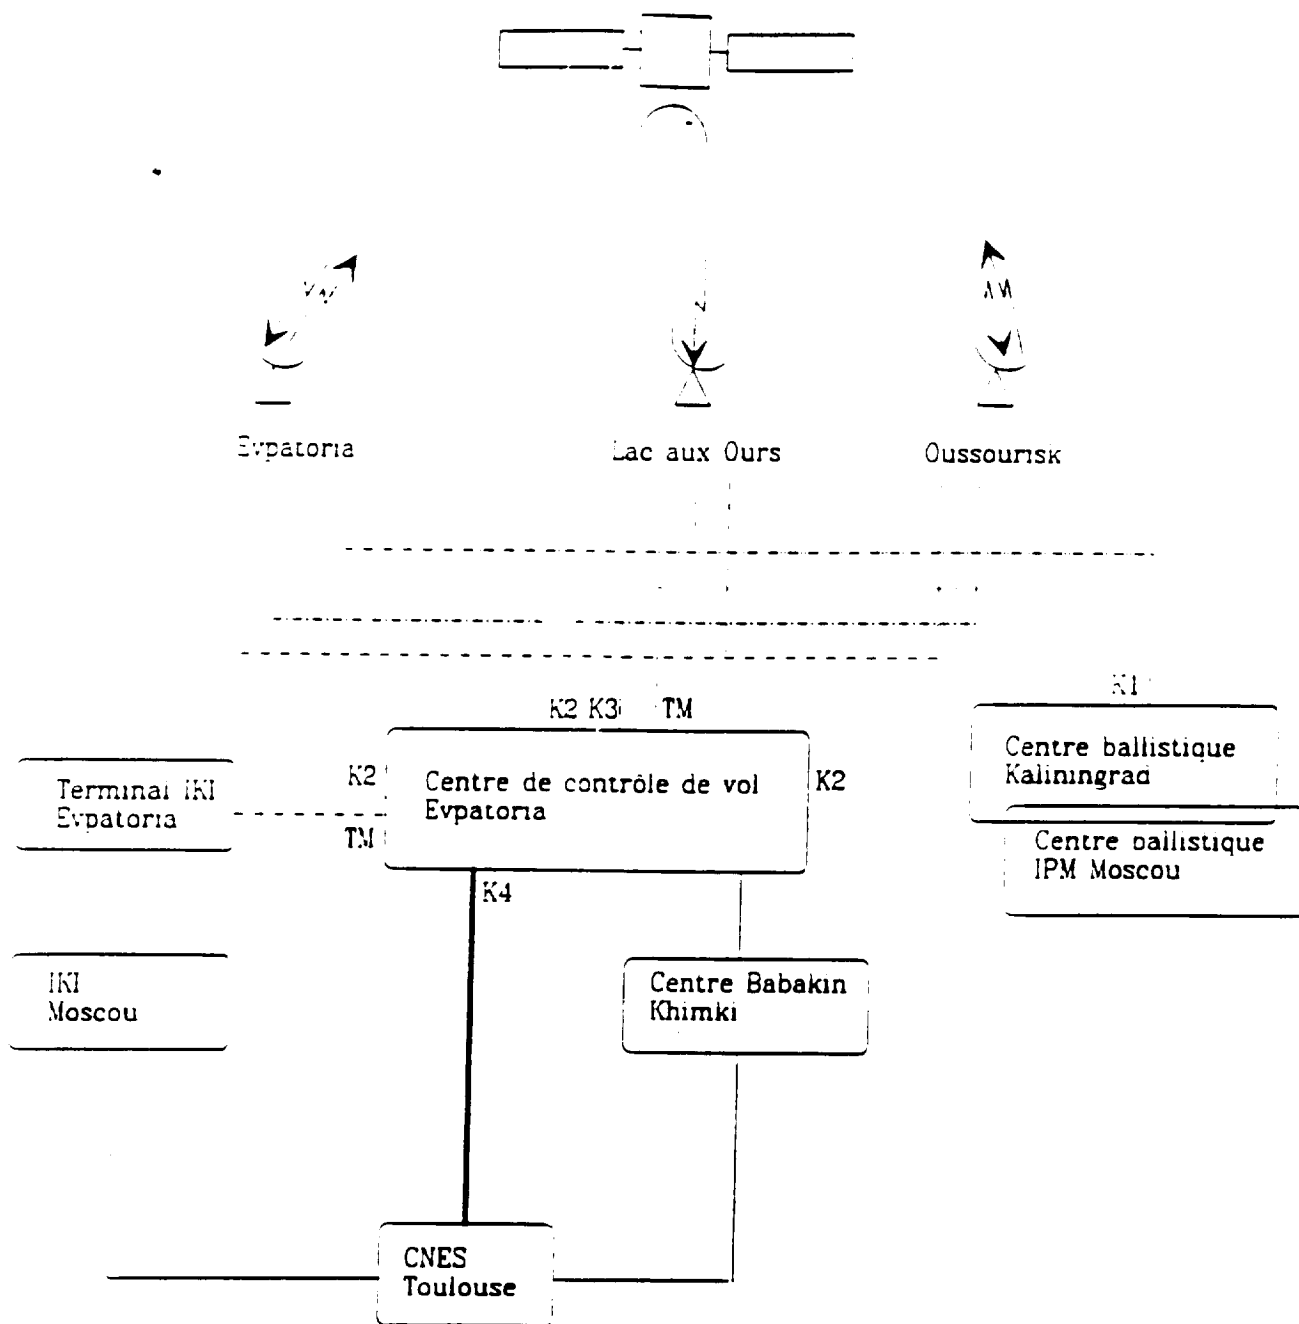 Evpatoria
Lac aux Ours
Oussourisk
K2 K3 TM
K1
Centre ballistique
Kaliningrad
Centre ballistique
IPM Moscou
Terminal IKI
Evpatoria
K2
TM
Centre de contrôle de vol
Evpatoria
K2
K4
IKI
Moscou
Centre Babakin
Khimki
CNES
Toulouse